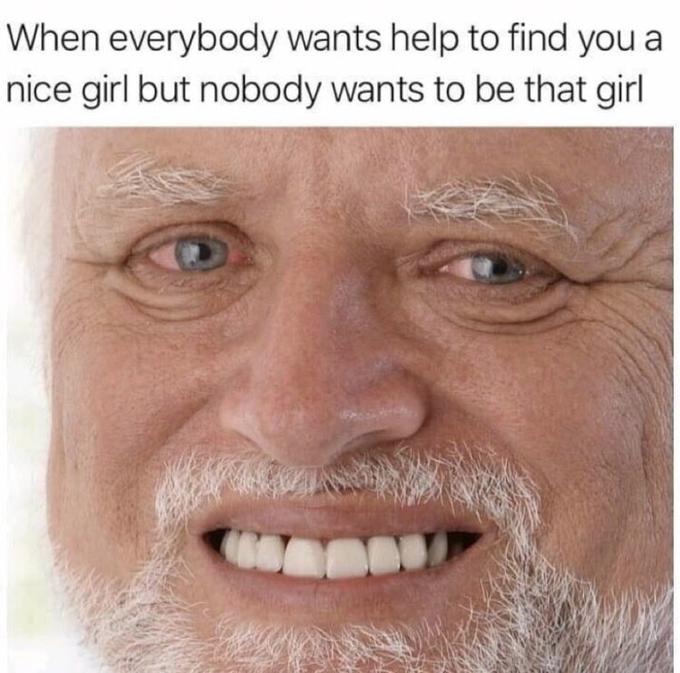 When everybody wants help to find you a
nice girl but nobody wants to be that girl